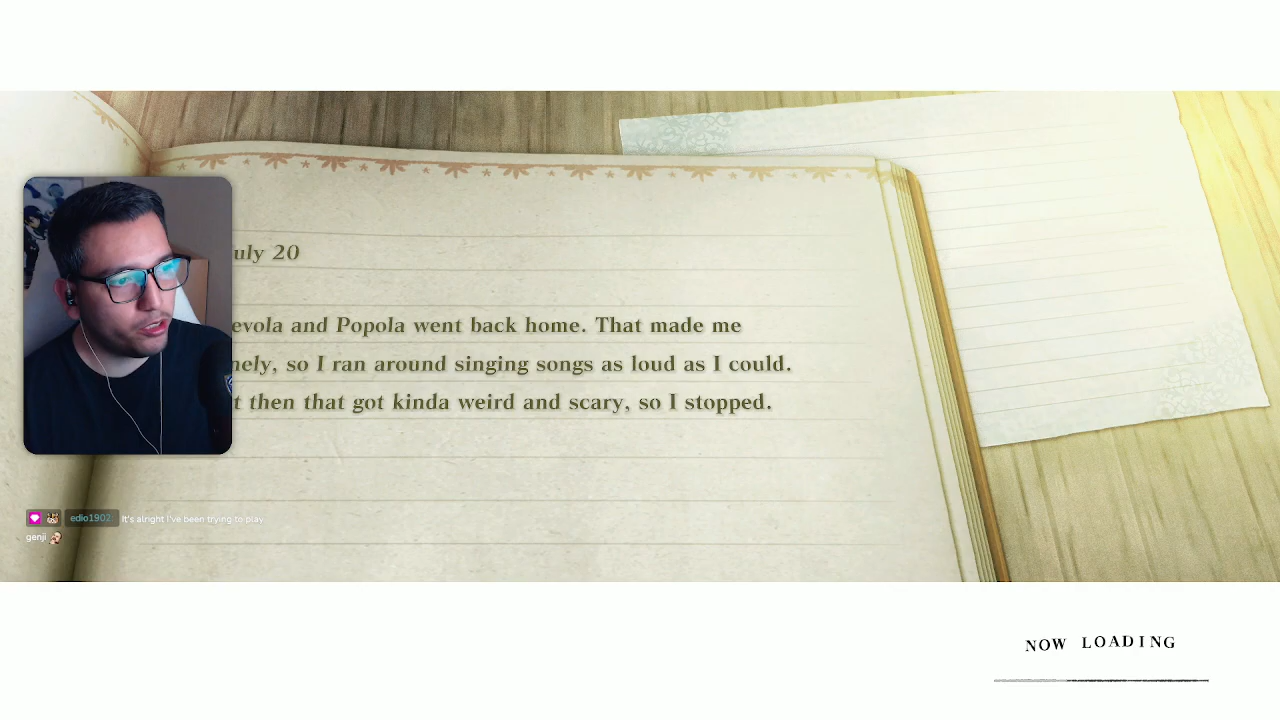 uly 20
evola and Popola went back home. That made me
nely, so I ran around singing songs as loud as I could.
t then that got kinda weird and scary, so I stopped.
edio1902: It's alright I've been trying to play
genji
NOW LOADING